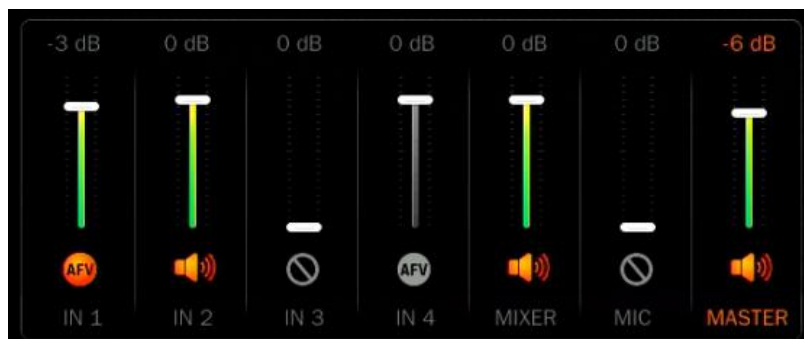 -3 dB 0 dB 0 dB 0 dB 0 dB 0 dB -6 dB
AFV AFV
IN 1 IN 2 IN 3 IN 4 MIXER MIC MASTER